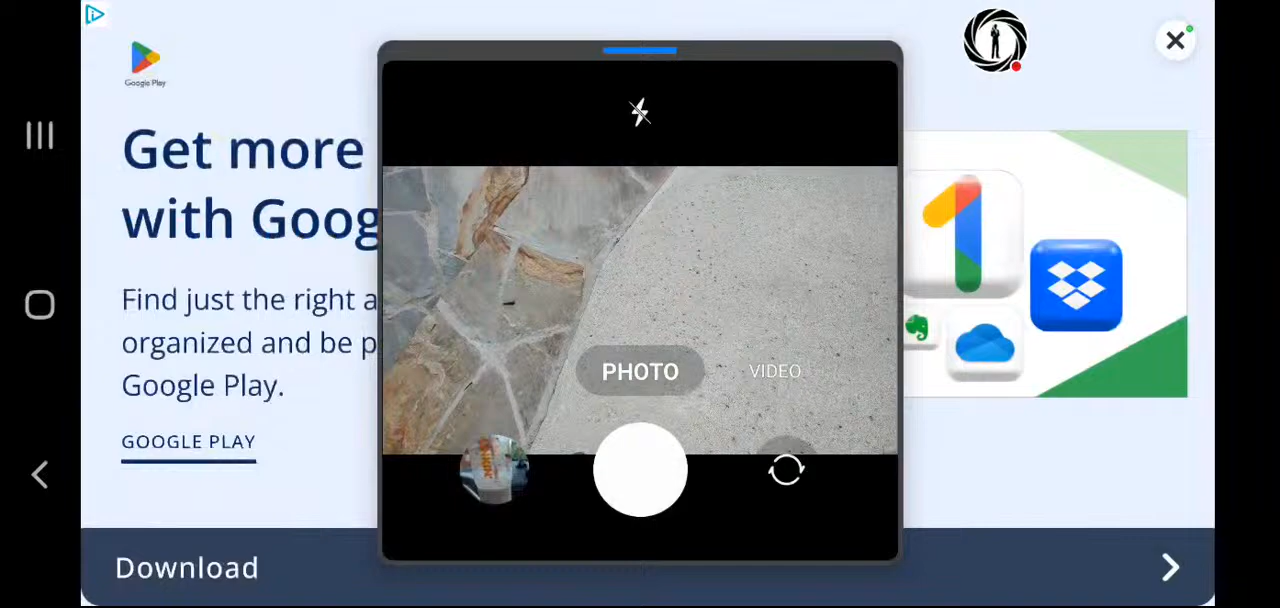 Google Play
Get more
with Goog
Find just the right a
organized and be p
Google Play.
GOOGLE PLAY
PHOTO
VIDEO
Download